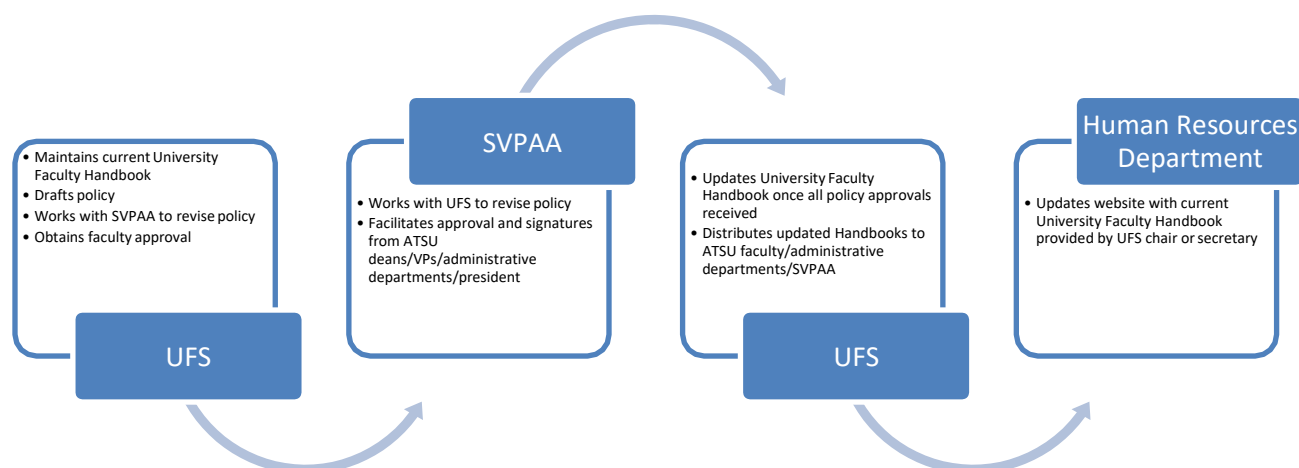 • Maintains current University
Faculty Handbook
• Drafts policy
• Works with SVPAA to revise policy
• Obtains faculty approval
UFS
SVPAA
• Works with UFS to revise policy
• Facilitates approval and signatures
from ATSU
deans/VPs/administrative
departments/president
• Updates University Faculty
Handbook once all policy approvals
received
• Distributes updated Handbooks to
ATSU faculty/administrative
departments/SVPAA
UFS
Human Resources
Department
• Updates website with current
University Faculty Handbook
provided by UFS chair or secretary